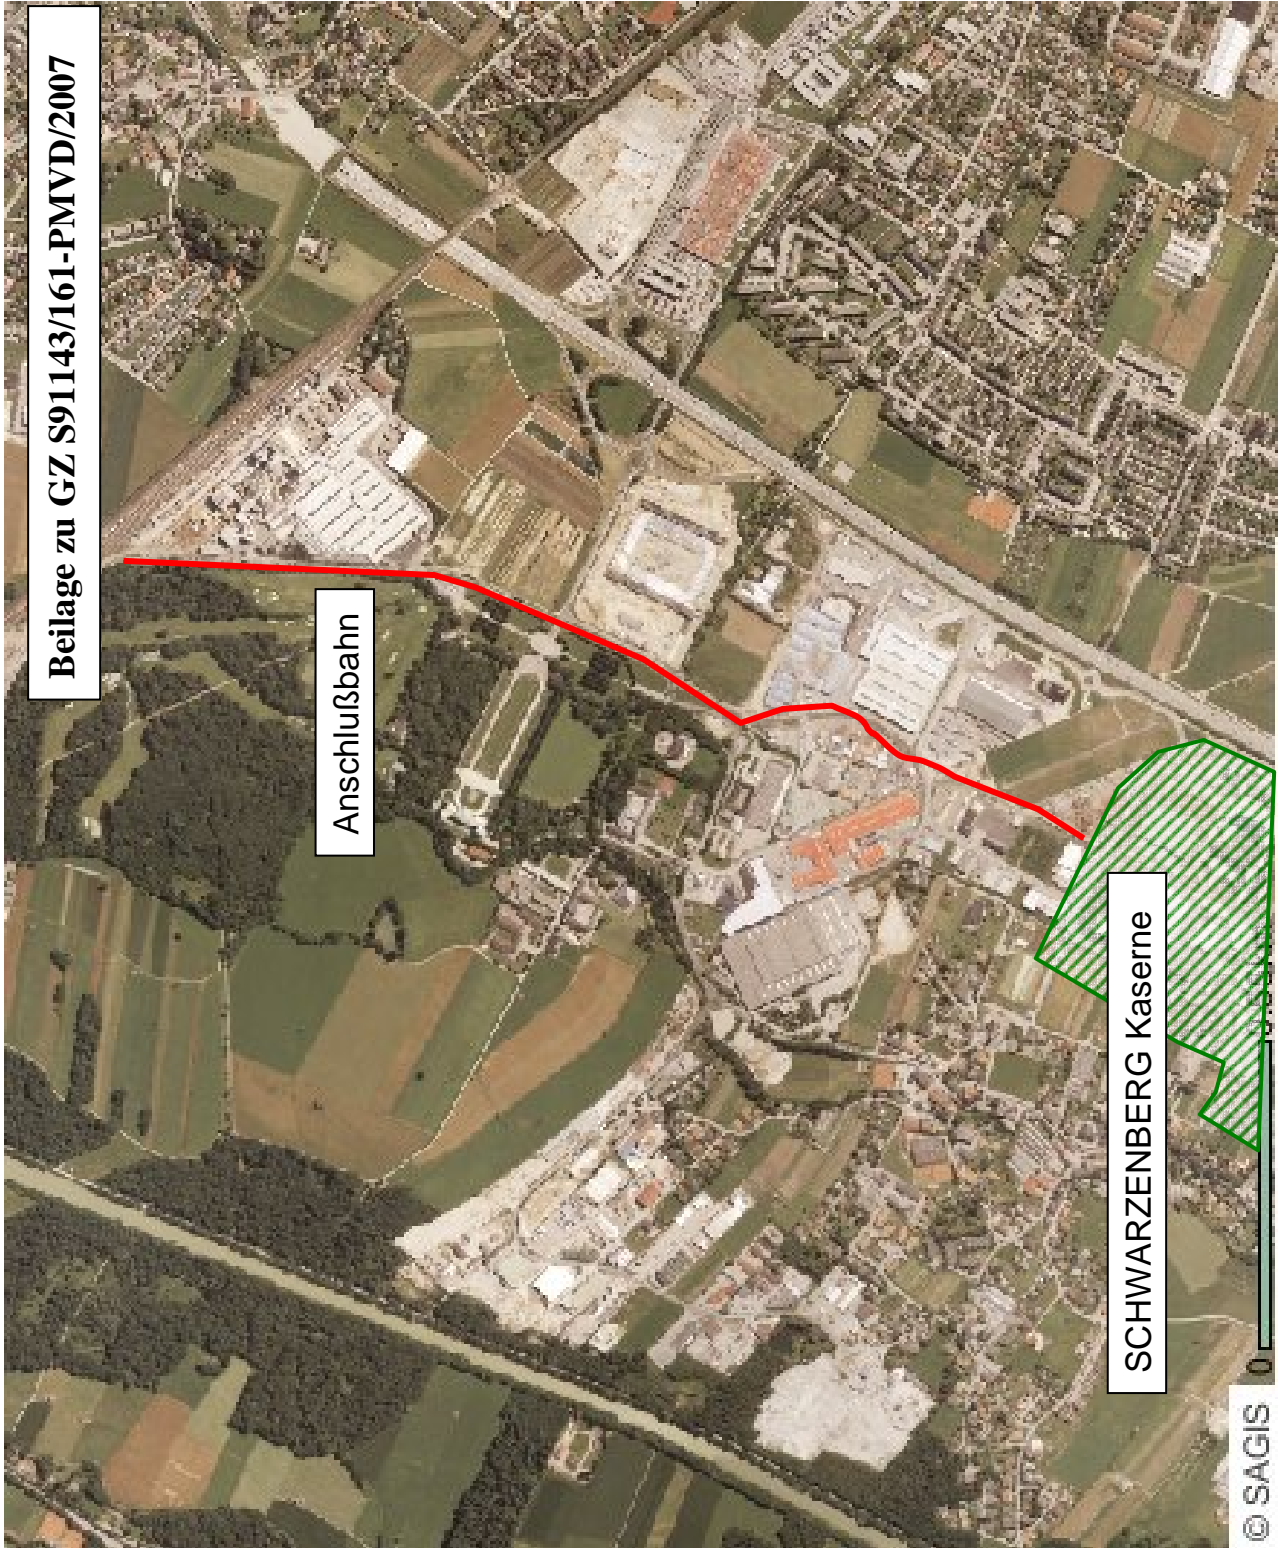 Beilage zu GZ S91143/161-PMVD/2007
Anschlußbahn
SCHWARZENBERG Kaserne
0
© SAGIS